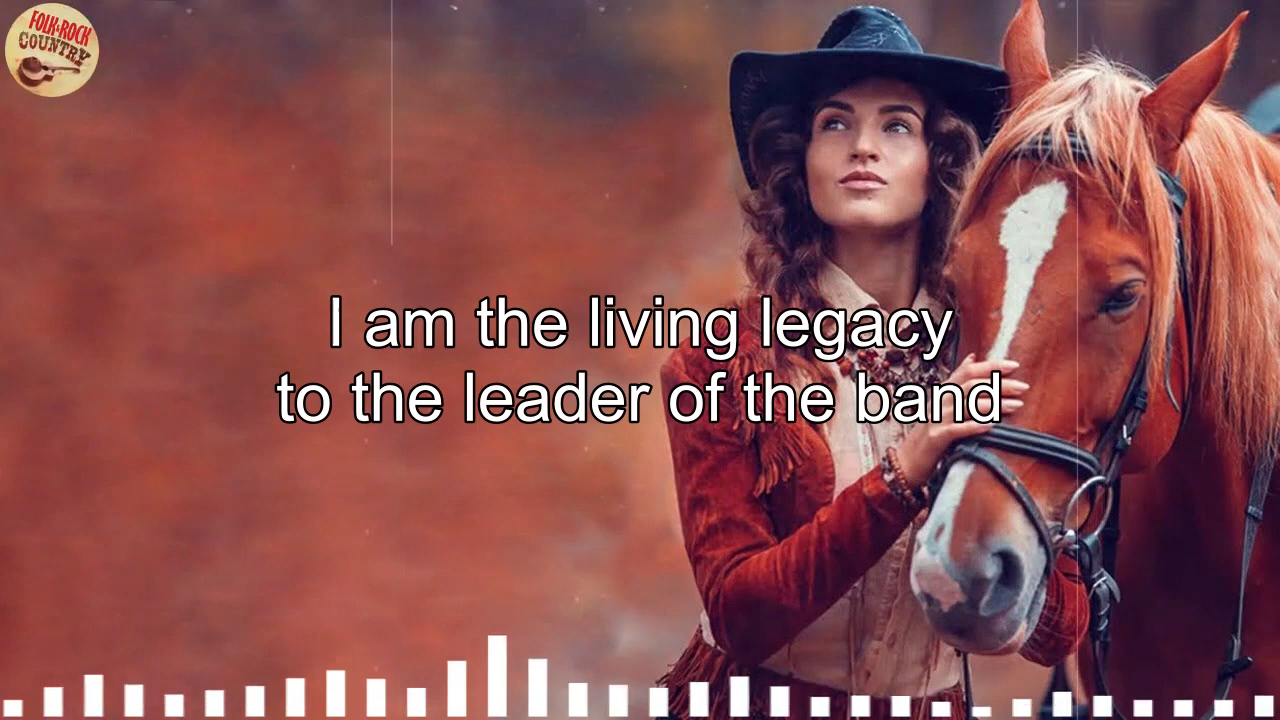 FOLK&ROCK
COUNTRY
I am the living legacy
to the leader of the band